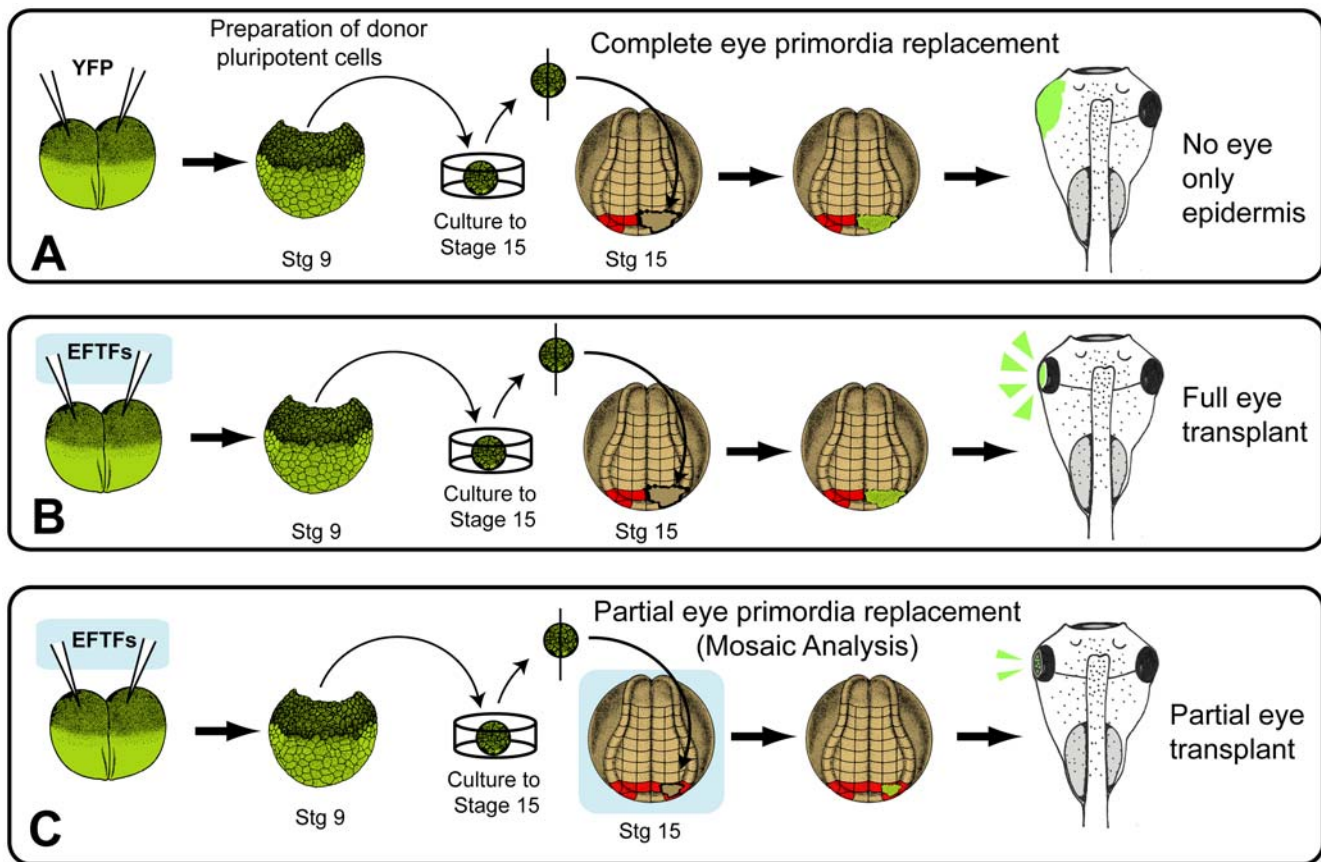 YFP
Preparation of donor
pluripotent cells
Complete eye primordia replacement
Culture to
Stage 15
Stg 9
Stg 15
No eye
only
epidermis
A
EFTFs
Culture to
Stage 15
Stg 9
Stg 15
Full eye
transplant
B
EFTFs
Partial eye primordia replacement
(Mosaic Analysis)
Culture to
Stage 15
Stg 9
Stg 15
Partial eye
transplant
C